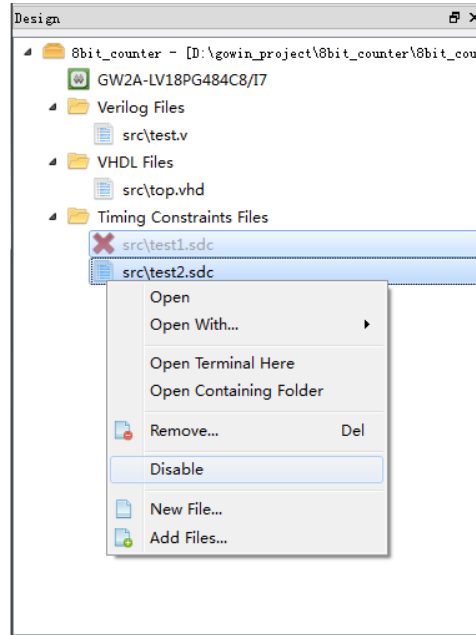 Design
8bit_counter - [D:\gowin_project\8bit_counter\8bit_cou
GW2A-LV18PG484C8/I7
Verilog Files
src\test.v
VHDL Files
src\top.vhd
Timing Constraints Files
src\test1.sdc
src\test2.sdc
Open
Open With...
Open Terminal Here
Open Containing Folder
Remove... Del
Disable
New File...
Add Files...